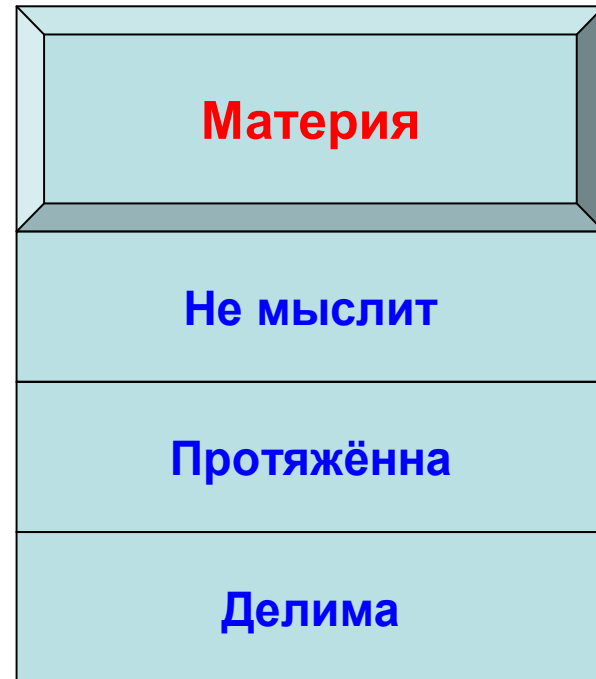 Материя
Не мыслит
Протяжённа
Делима